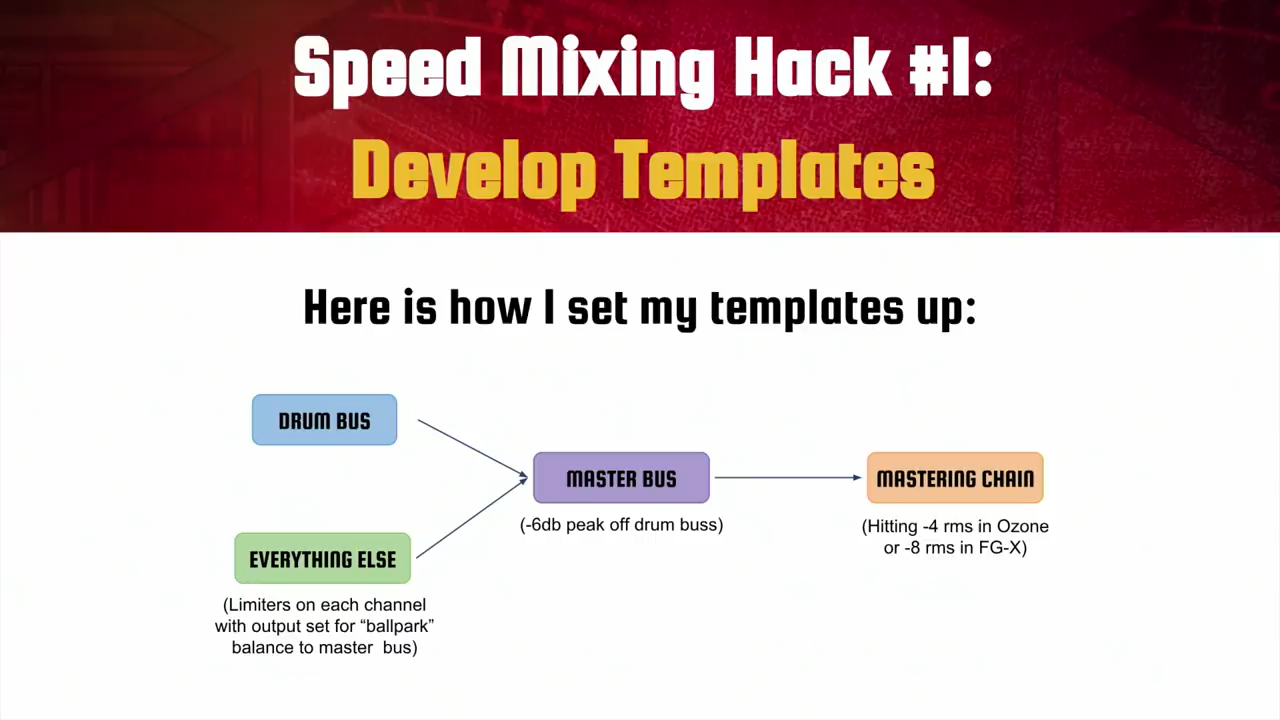 Speed Mixing Hack #1:
Develop Templates
Here is how I set my templates up:
DRUM BUS
MASTER BUS
(-6db peak off drum buss)
MASTERING CHAIN
(Hitting -4 rms in Ozone
or -8 rms in FG-X)
EVERYTHING ELSE
(Limiters on each channel
with output set for “ballpark”
balance to master bus)